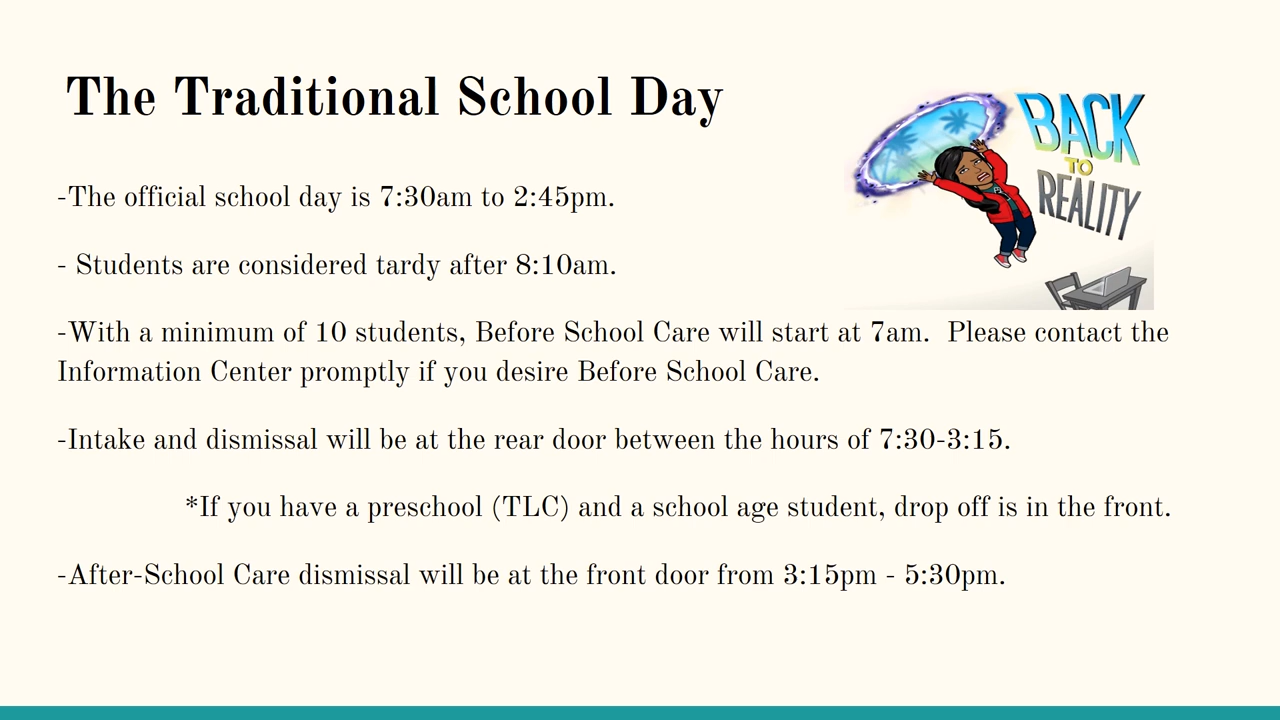 The Traditional School Day
BACK
TO
REALITY
-The official school day is 7:30am to 2:45pm.
- Students are considered tardy after 8:10am.
-With a minimum of 10 students, Before School Care will start at 7am.  Please contact the
Information Center promptly if you desire Before School Care.
-Intake and dismissal will be at the rear door between the hours of 7:30-3:15.
*If you have a preschool (TLC) and a school age student, drop off is in the front.
-After-School Care dismissal will be at the front door from 3:15pm - 5:30pm.